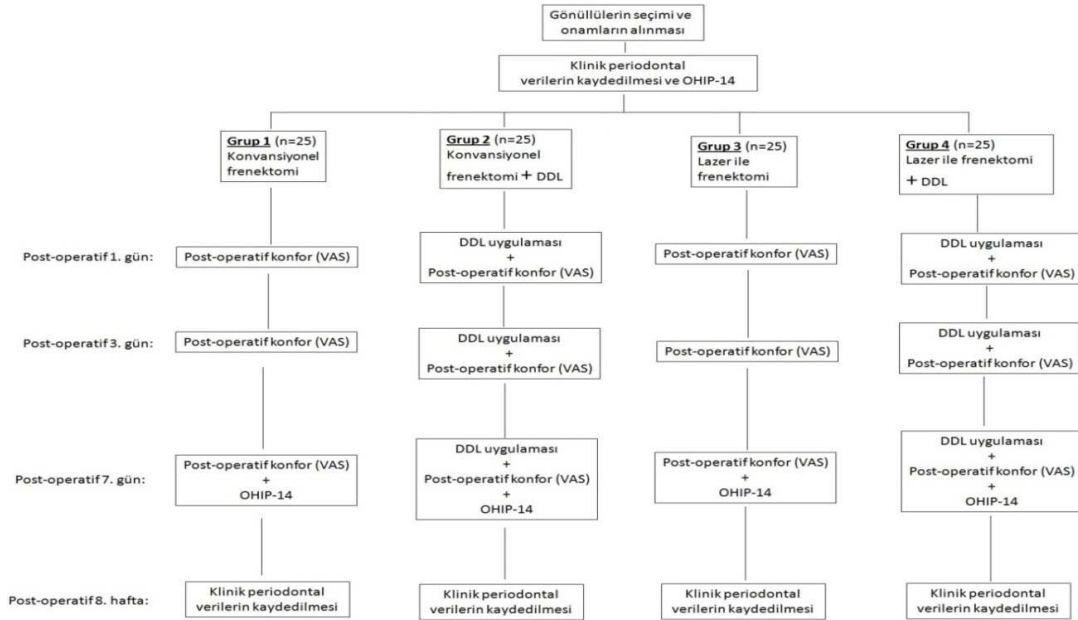 Gönüllülerin seçimi ve
onamların alınması
Klinik periodontal
verilerin kaydedilmesi ve OHIP-14
Grup 1 (n=25)
Konvansiyonel
frenektomi
Grup 2 (n=25)
Konvansiyonel
frenektomi + DDL
Grup 3 (n=25)
Lazer ile
frenektomi
Grup 4 (n=25)
Lazer ile frenektomi
+ DDL
Post-operatif 1. gün:
Post-operatif konfor (VAS)
DDL uygulaması
+
Post-operatif konfor (VAS)
Post-operatif konfor (VAS)
DDL uygulaması
+
Post-operatif konfor (VAS)
Post-operatif 3. gün:
Post-operatif konfor (VAS)
DDL uygulaması
+
Post-operatif konfor (VAS)
Post-operatif konfor (VAS)
DDL uygulaması
+
Post-operatif konfor (VAS)
Post-operatif 7. gün:
Post-operatif konfor (VAS)
+
OHIP-14
DDL uygulaması
+
Post-operatif konfor (VAS)
+
OHIP-14
Post-operatif konfor (VAS)
+
OHIP-14
DDL uygulaması
+
Post-operatif konfor (VAS)
+
OHIP-14
Post-operatif 8. hafta:
Klinik periodontal
verilerin kaydedilmesi
Klinik periodontal
verilerin kaydedilmesi
Klinik periodontal
verilerin kaydedilmesi
Klinik periodontal
verilerin kaydedilmesi